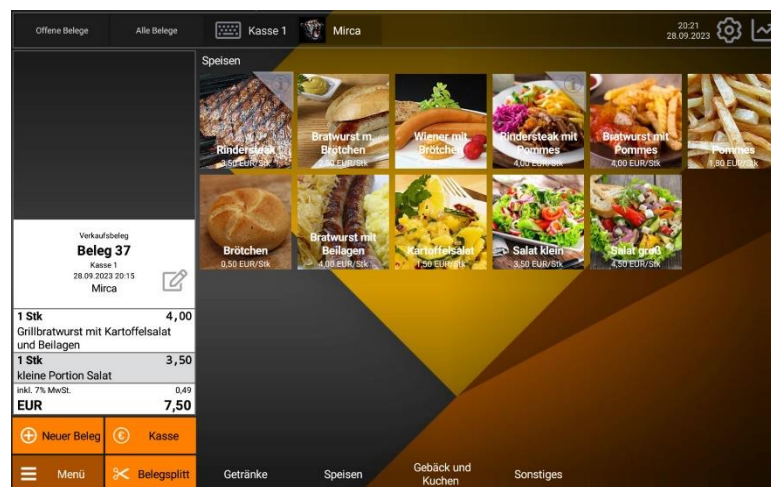 Offene Belege
Alle Belege
Kasse 1
Mirca
20:21
28.09.2023
Speisen
Rindersteak
3,50 EUR/Stk
Bratwurst m.
Brötchen
EUR/Stk
Wiener mit
Brötchen
EUR/Stk
Rindersteak mit
Pommes
4,00 EUR/Stk
Bratwurst mit
Pommes
4,00 EUR/Stk
Pommes
1,80 EUR/Stk
Brötchen
0,50 EUR/Stk
Bratwurst mit
Beilagen
4,00 EUR/Stk
Kartoffelsalat
1,50 EUR/Stk
Salat klein
3,50 EUR/Stk
Salat groß
4,50 EUR/Stk
Verkaufsbeleg
Beleg 37
Kasse 1
28.09.2023 20:15
Mirca
1 Stk 4,00
Grillbratwurst mit Kartoffelsalat
und Beilagen
1 Stk 3,50
kleine Portion Salat
inkl. 7% MwSt. 0,49
EUR 7,50
Neuer Beleg
Kasse
Menü
Belegsplitt
Getränke
Speisen
Gebäck und
Kuchen
Sonstiges